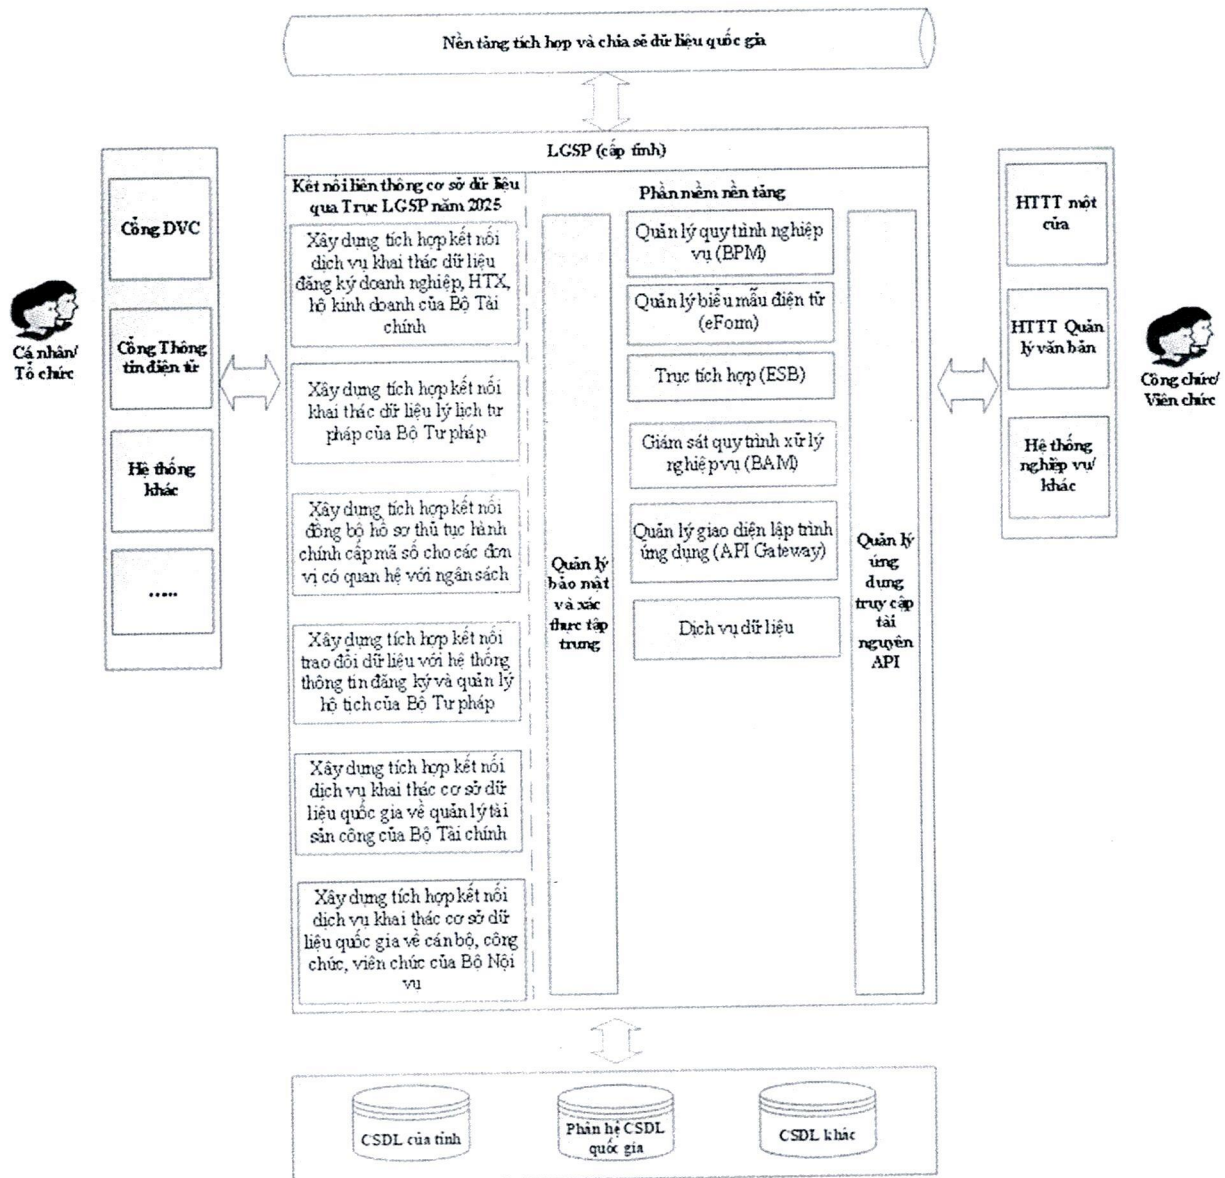 Nền tảng tích hợp và chia sẻ dữ liệu quốc gia
LGSP (cấp tỉnh)
Cá nhân/
Tổ chức
Cổng DVC
Cổng Thông
tin điện tử
Hệ thống
khác
.....
Kết nối liên thông cơ sở dữ liệu
qua Trục LGSP năm 2025
Xây dựng tích hợp kết nối
dịch vụ khai thác dữ liệu
đăng ký doanh nghiệp, HTX,
hộ kinh doanh của Bộ Tài
chính
Xây dựng tích hợp kết nối
khai thác dữ liệu lý lịch tư
pháp của Bộ Tư pháp
Xây dựng tích hợp kết nối
đồng bộ hồ sơ thủ tục hành
chính cấp mã số cho các đơn
vị có quan hệ với ngân sách
Xây dựng tích hợp kết nối
trao đổi dữ liệu với hệ thống
thông tin đăng ký và quản lý
hộ tịch của Bộ Tư pháp
Xây dựng tích hợp kết nối
dịch vụ khai thác cơ sở dữ
liệu quốc gia về quản lý tài
sản công của Bộ Tài chính
Xây dựng tích hợp kết nối
dịch vụ khai thác cơ sở dữ
liệu quốc gia về cán bộ, công
chức, viên chức của Bộ Nội
vụ
Phần mềm nền tảng
Quản lý
bảo mật
và xác
thực tập
trung
Quản lý quy trình nghiệp
vụ (BPM)
Quản lý biểu mẫu điện tử
(eForm)
Trục tích hợp (ESB)
Giám sát quy trình xử lý
nghiệp vụ (BAM)
Quản lý giao diện lập trình
ứng dụng (API Gateway)
Dịch vụ dữ liệu
Quản lý
ứng
dụng
truy cập
tài
nguyên
API
HTTT một
cửa
HTTT Quản
lý văn bản
Hệ thống
nghiệp vụ/
khác
Công chức/
Viên chức
CSDL của tỉnh
Phân hệ CSDL
quốc gia
CSDL khác